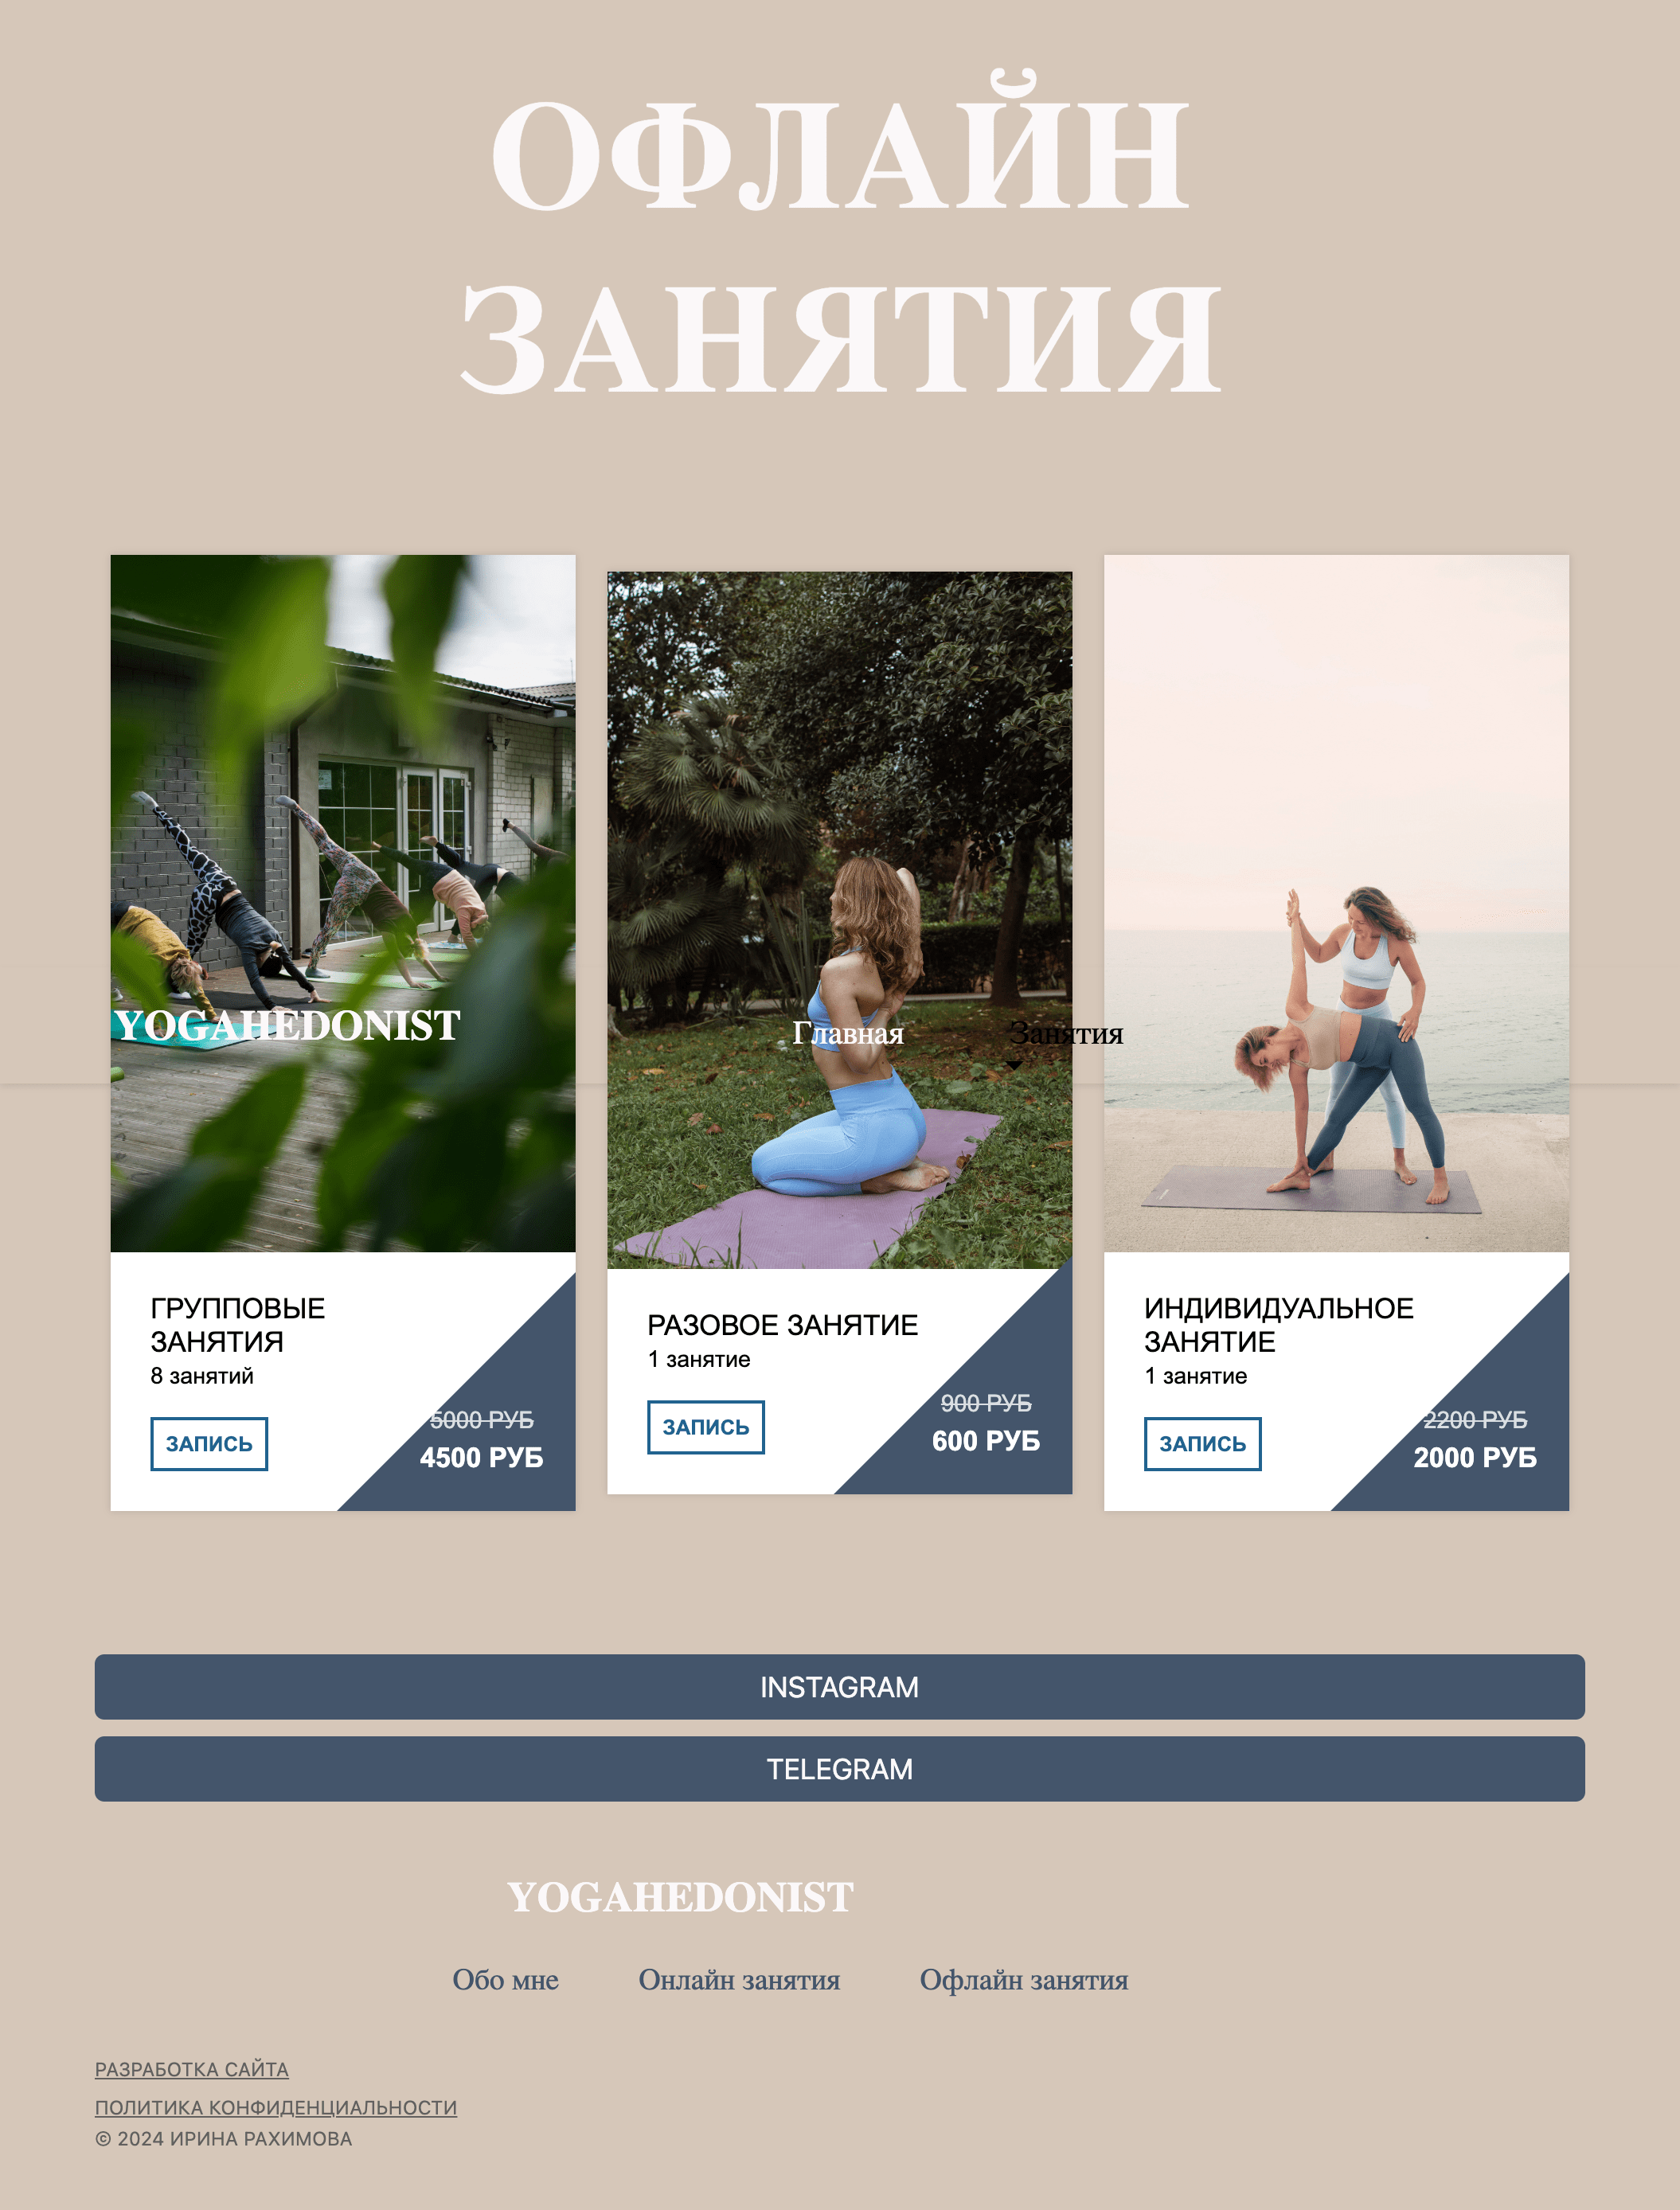 ОФЛАЙН
ЗАНЯТИЯ
YOGAHEDONIST
Главная
Занятия
ГРУППОВЫЕ
ЗАНЯТИЯ
8 занятий
ЗАПИСЬ
5000 РУБ
4500 РУБ
РАЗОВОЕ ЗАНЯТИЕ
1 занятие
ЗАПИСЬ
900 РУБ
600 РУБ
ИНДИВИДУАЛЬНОЕ
ЗАНЯТИЕ
1 занятие
ЗАПИСЬ
2200 РУБ
2000 РУБ
INSTAGRAM
TELEGRAM
YOGAHEDONIST
Обо мне
Онлайн занятия
Офлайн занятия
РАЗРАБОТКА САЙТА
ПОЛИТИКА КОНФИДЕНЦИАЛЬНОСТИ
© 2024 ИРИНА РАХИМОВА